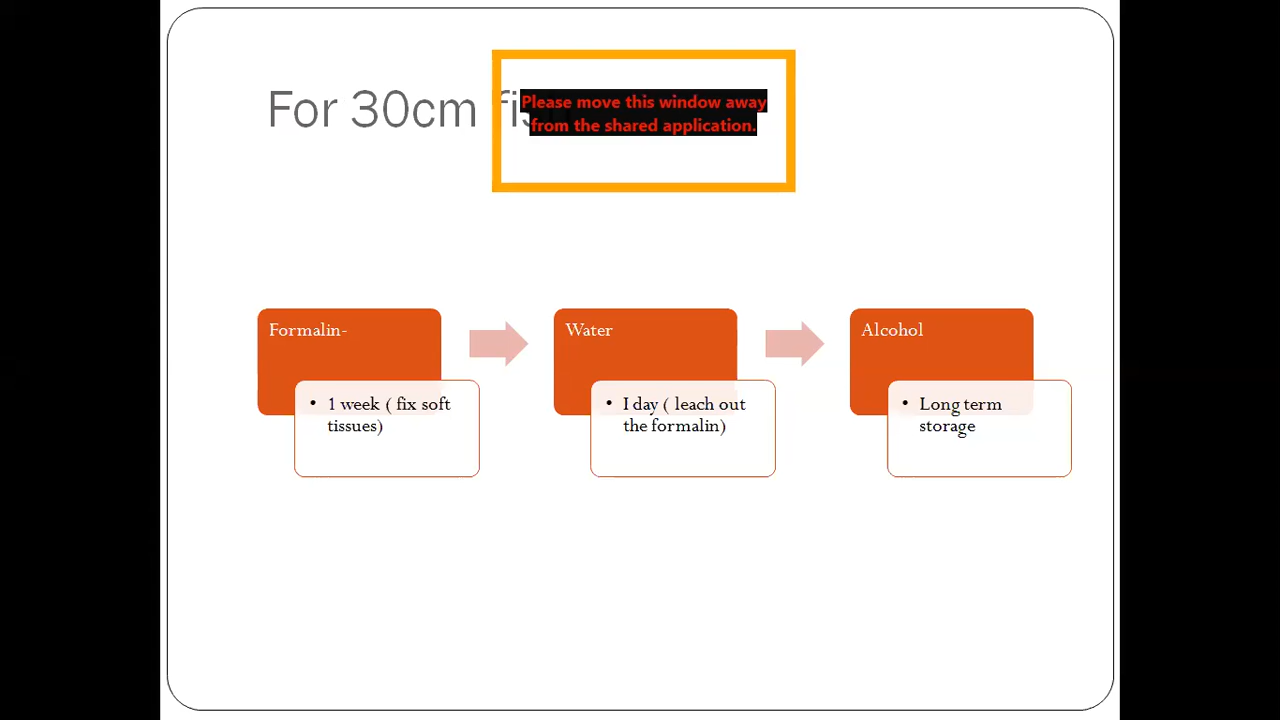 For 30cm
Please move this window away
from the shared application.
Formalin-
• 1 week ( fix soft
tissues)
Water
• I day ( leach out
the formalin)
Alcohol
• Long term
storage